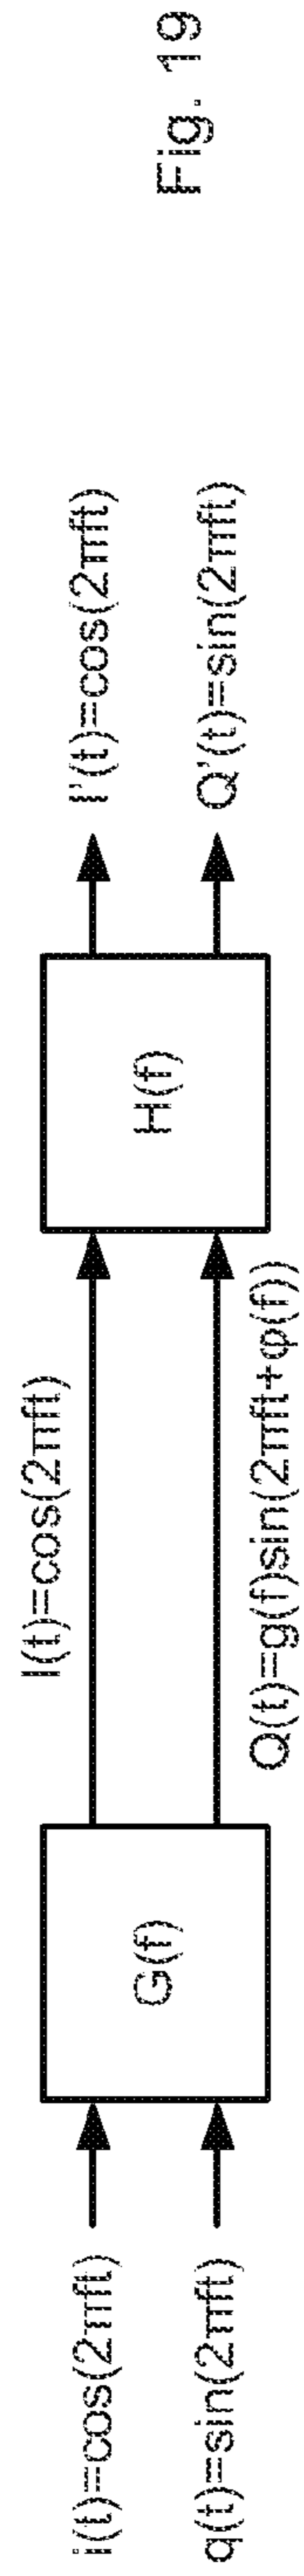 i(t)=cos(2πft)
q(t)=sin(2πft)
G(f)
I(t)=cos(2πft)
Q(t)=g(f)sin(2πft+φ(f))
H(f)
I'(t)=cos(2πft)
Q'(t)=sin(2πft)
Fig. 19